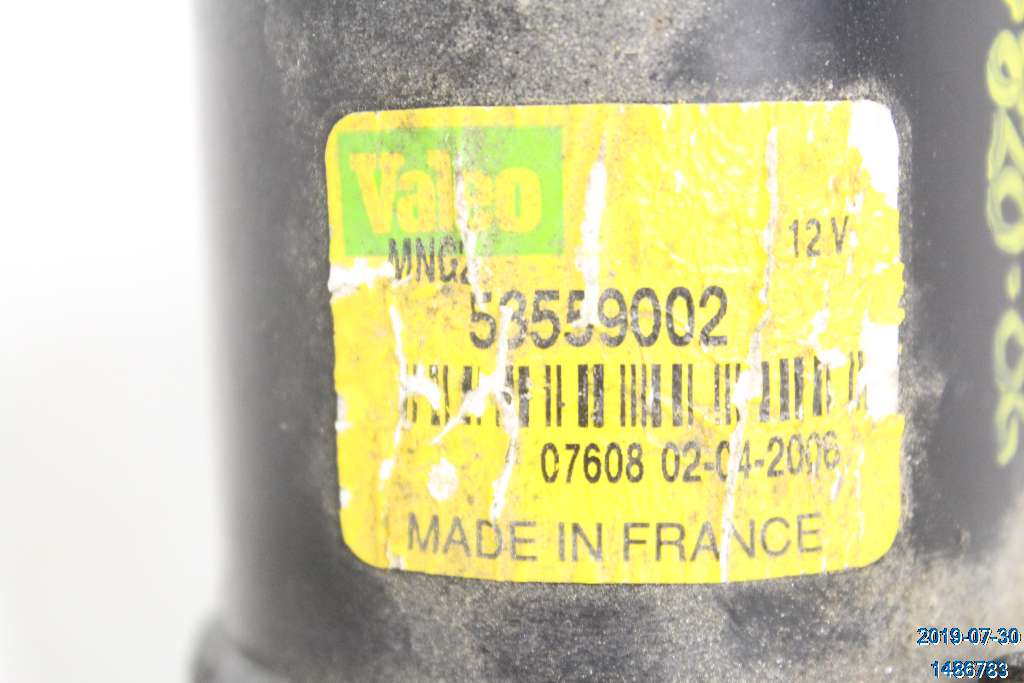 Valeo
12 V
53559002
07608 02-04-2006
MADE IN FRANCE
2019-07-30
1486783